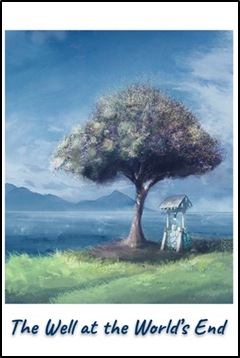 The Well at the World's End